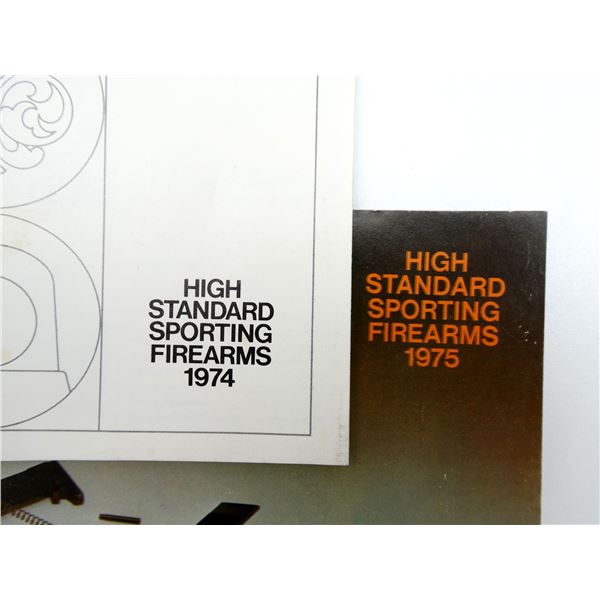 HIGH
STANDARD
SPORTING
FIREARMS
1974
HIGH
STANDARD
SPORTING
FIREARMS
1975